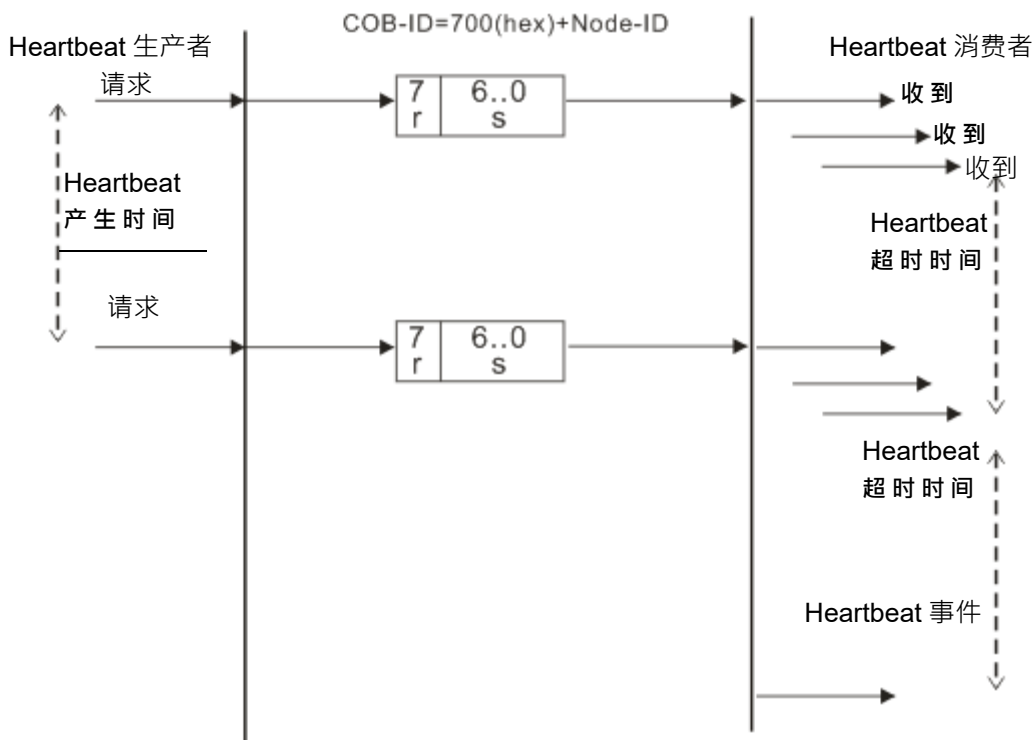 COB-ID=700(hex)+Node-ID
Heartbeat 生产者
Heartbeat 消费者
请求
7
6..0
r
s
收到
收到
收到
Heartbeat
产生时间
Heartbeat
超时时间
请求
7
6..0
r
s
Heartbeat
超时时间
Heartbeat 事件